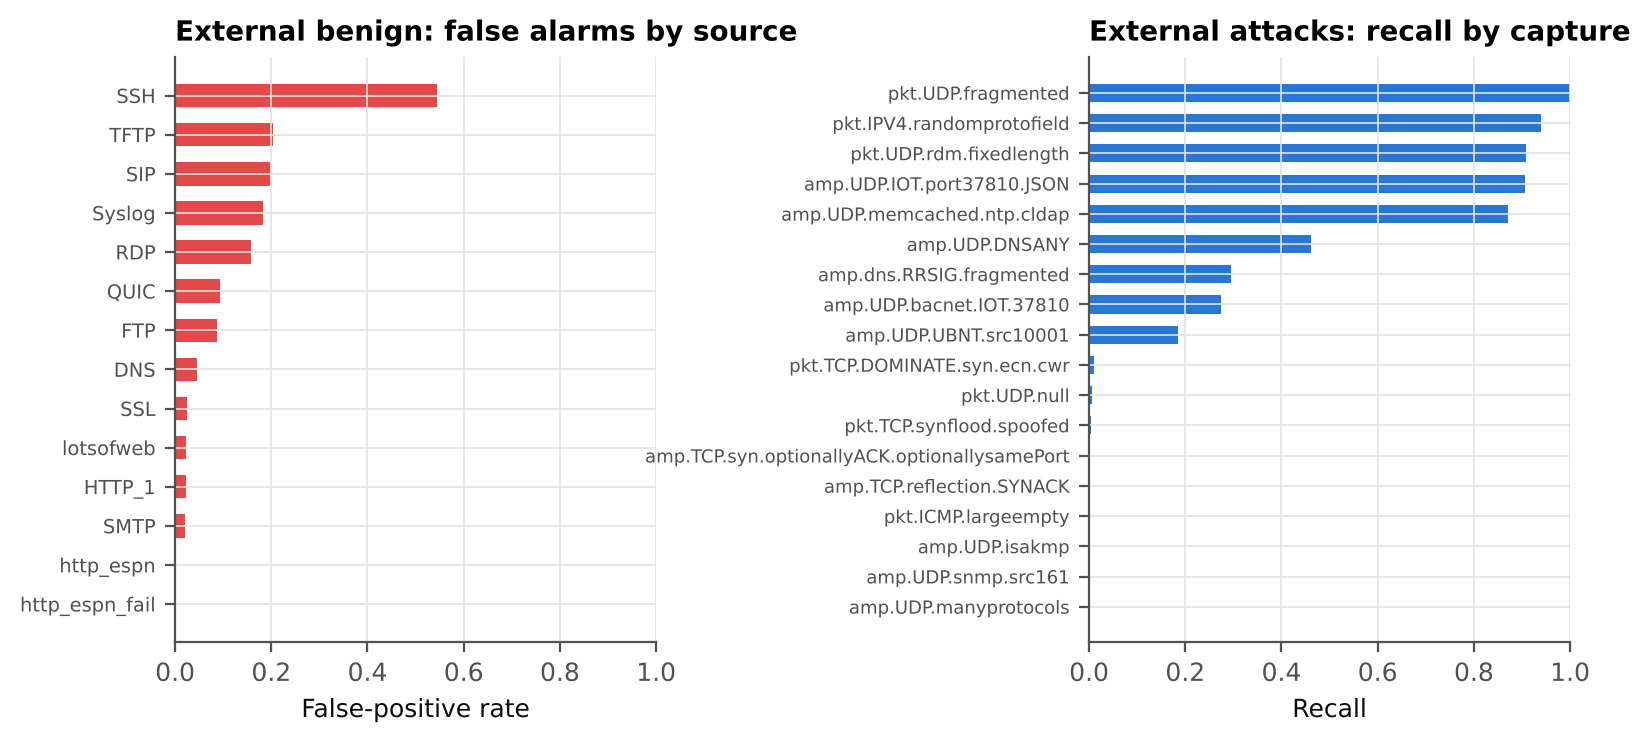 External benign: false alarms by source
SSH
TFTP
SIP
Syslog
RDP
QUIC
FTP
DNS
SSL
lotsofweb
HTTP_1
SMTP
http_espn
http_espn_fail
0.0 0.2 0.4 0.6 0.8 1.0
False-positive rate
External attacks: recall by capture
pkt.UDP.fragmented
pkt.IPV4.randomprotofield
pkt.UDP.rdm.fixedlength
amp.UDP.IOT.port37810.JSON
amp.UDP.memcached.ntp.cldap
amp.UDP.DNSANY
amp.dns.RRSIG.fragmented
amp.UDP.bacnet.IOT.37810
amp.UDP.UBNT.src10001
pkt.TCP.DOMINATE.syn.ecn.cwr
pkt.UDP.null
pkt.TCP.synflood.spoofed
amp.TCP.syn.optionallyACK.optionallysamePort
amp.TCP.reflection.SYNACK
pkt.ICMP.largeempty
amp.UDP.isakmp
amp.UDP.snmp.src161
amp.UDP.manyprotocols
0.0 0.2 0.4 0.6 0.8 1.0
Recall